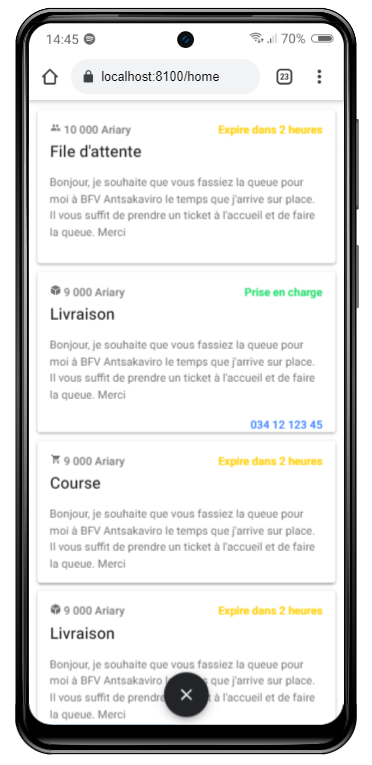 14:45 70%
localhost:8100/home 23
10 000 Ariary Expire dans 2 heures
File d'attente
Bonjour, je souhaite que vous fassiez la queue pour
moi à BFV Antsakaviro le temps que j'arrive sur place.
Il vous suffit de prendre un ticket à l'accueil et de faire
la queue. Merci
9 000 Ariary Prise en charge
Livraison
Bonjour, je souhaite que vous fassiez la queue pour
moi à BFV Antsakaviro le temps que j'arrive sur place.
Il vous suffit de prendre un ticket à l'accueil et de faire
la queue. Merci
034 12 123 45
9 000 Ariary Expire dans 2 heures
Course
Bonjour, je souhaite que vous fassiez la queue pour
moi à BFV Antsakaviro le temps que j'arrive sur place.
Il vous suffit de prendre un ticket à l'accueil et de faire
la queue. Merci
9 000 Ariary Expire dans 2 heures
Livraison
Bonjour, je souhaite que vous fassiez la queue pour
moi à BFV Antsakaviro le temps que j'arrive sur place.
Il vous suffit de prendre un ticket à l'accueil et de faire
la queue. Merci